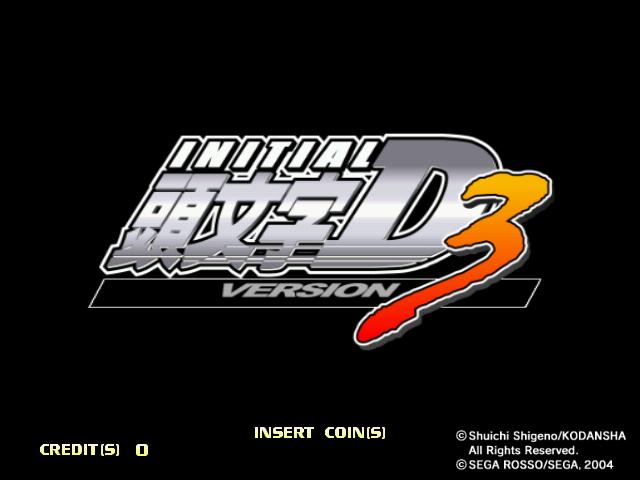 INITIAL
頭文字D
VERSION 3
INSERT COIN(S)
CREDIT(S) 0
©Shuichi Shigeno/KODANSHA
All Rights Reserved.
©SEGA ROSSO/SEGA, 2004